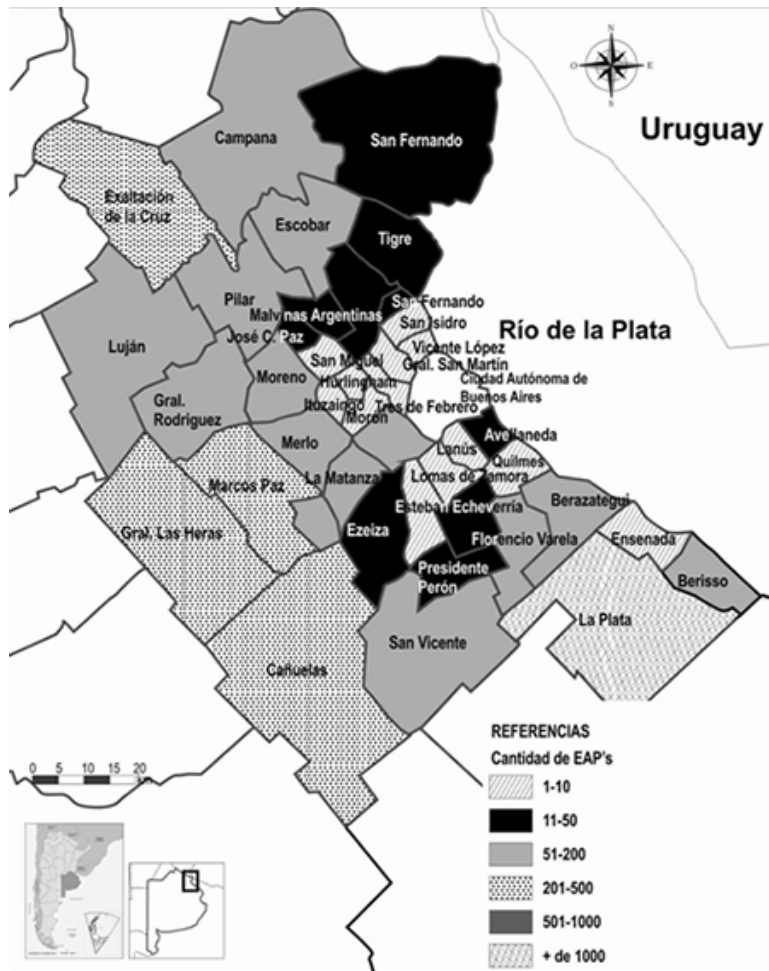 Campana
San Fernando
Uruguay
O
N
E
S
Exaltación
de la Cruz
Escobar
Tigre
Pilar
Malvinas Argentinas
San Fernando
San Isidro
Río de la Plata
José C. Paz
Luján
San Miguel
Vicente López
Gral. San Martín
Moreno
Hurlingham
Ciudad Autónoma de
Buenos Aires
Gral.
Rodriguez
Ituzaingo
Morón
Tres de Febrero
Merlo
Avellaneda
Lanús
Quilmes
La Matanza
Lomas de Zamora
Marcos Paz
Esteban Echeverría
Berazategui
Gral. Las Heras
Ezeiza
Florencio Varela
Ensenada
Presidente
Perón
Berisso
La Plata
San Vicente
Cañuelas
0 5 10 15 20
REFERENCIAS
Cantidad de EAP's
1-10
11-50
51-200
201-500
501-1000
+ de 1000